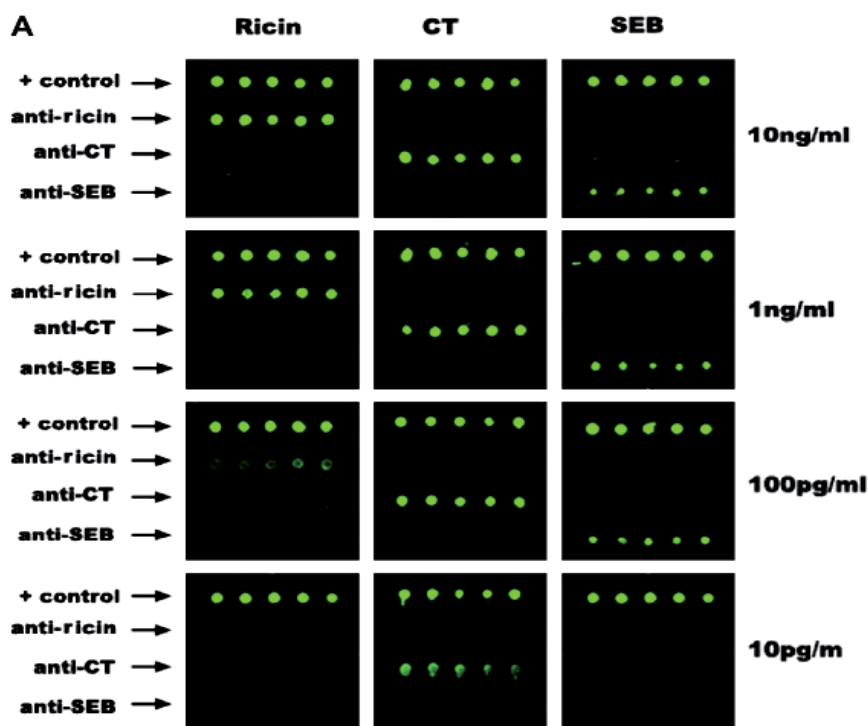 A
Ricin CT SEB
+ control
anti-ricin
anti-CT
anti-SEB
10ng/ml
+ control
anti-ricin
anti-CT
anti-SEB
1ng/ml
+ control
anti-ricin
anti-CT
anti-SEB
100pg/ml
+ control
anti-ricin
anti-CT
anti-SEB
10pg/m